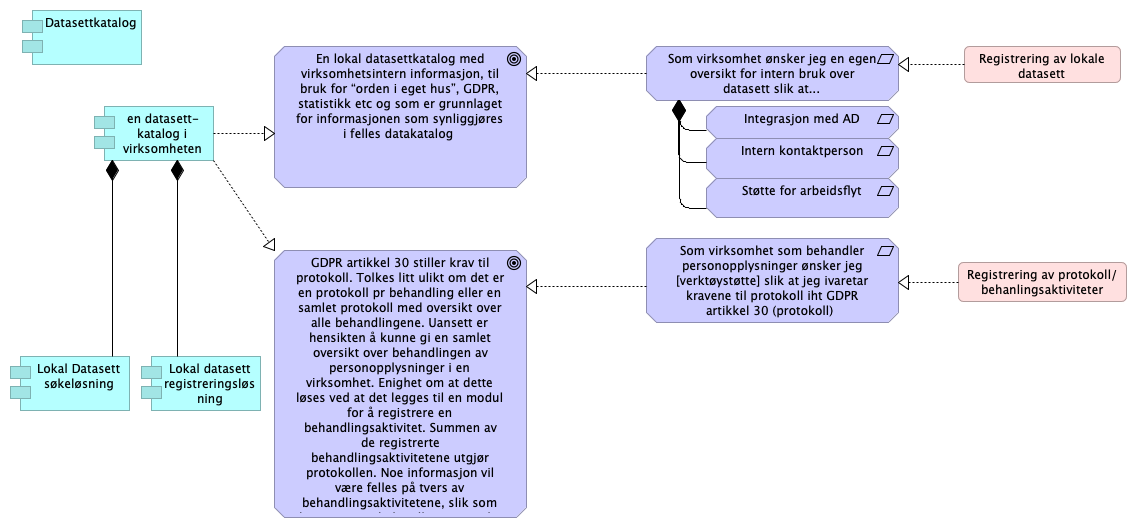 Datasettkatalog
en datasett-
katalog i
virksomheten
Lokal Datasett
søkeløsning
Lokal datasett
registreringsløs
ning
En lokal datasettkatalog med
virksomhetsintern informasjon, til
bruk for “orden i eget hus”, GDPR,
statistikk etc og som er grunnlaget
for informasjonen som synliggjøres
i felles datakatalog
GDPR artikkel 30 stiller krav til
protokoll. Tolkes litt ulikt om det er
en protokoll pr behandling eller en
samlet protokoll med oversikt over
alle behandlingene. Uansett er
hensikten å kunne gi en samlet
oversikt over behandlingen av
personopplysninger i en
virksomhet. Enighet om at dette
løses ved at det legges til en modul
for å registrere en
behandlingsaktivitet. Summen av
de registrerte
behandlingsaktivitetene utgjør
protokollen. Noe informasjon vil
være felles på tvers av
behandlingsaktivitetene, slik som
Som virksomhet ønsker jeg en egen
oversikt for intern bruk over
datasett slik at...
Integrasjon med AD
Intern kontaktperson
Støtte for arbeidsflyt
Som virksomhet som behandler
personopplysninger ønsker jeg
[verktøystøtte] slik at jeg ivaretar
kravene til protokoll iht GDPR
artikkel 30 (protokoll)
Registrering av lokale
datasett
Registrering av protokoll/
behanlingsaktiviteter